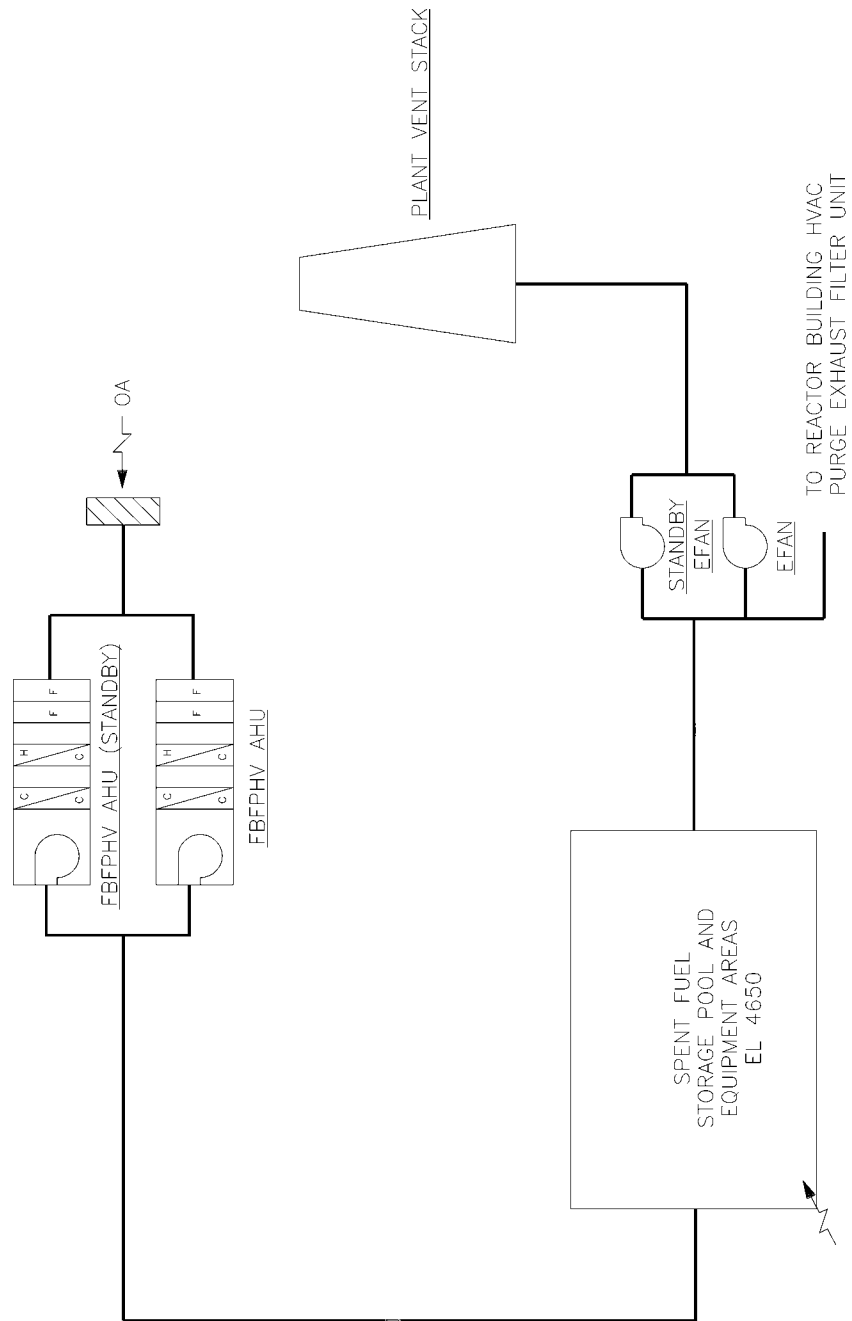 OA
F
F
H
C
C
C
FBFPHV AHU (STANDBY)
F
F
H
C
C
C
FBFPHV AHU
PLANT VENT STACK
STANDBY
EFAN
EFAN
TO REACTOR BUILDING HVAC
PURGE EXHAUST FILTER UNIT
SPENT FUEL
STORAGE POOL AND
EQUIPMENT AREAS
EL 4650